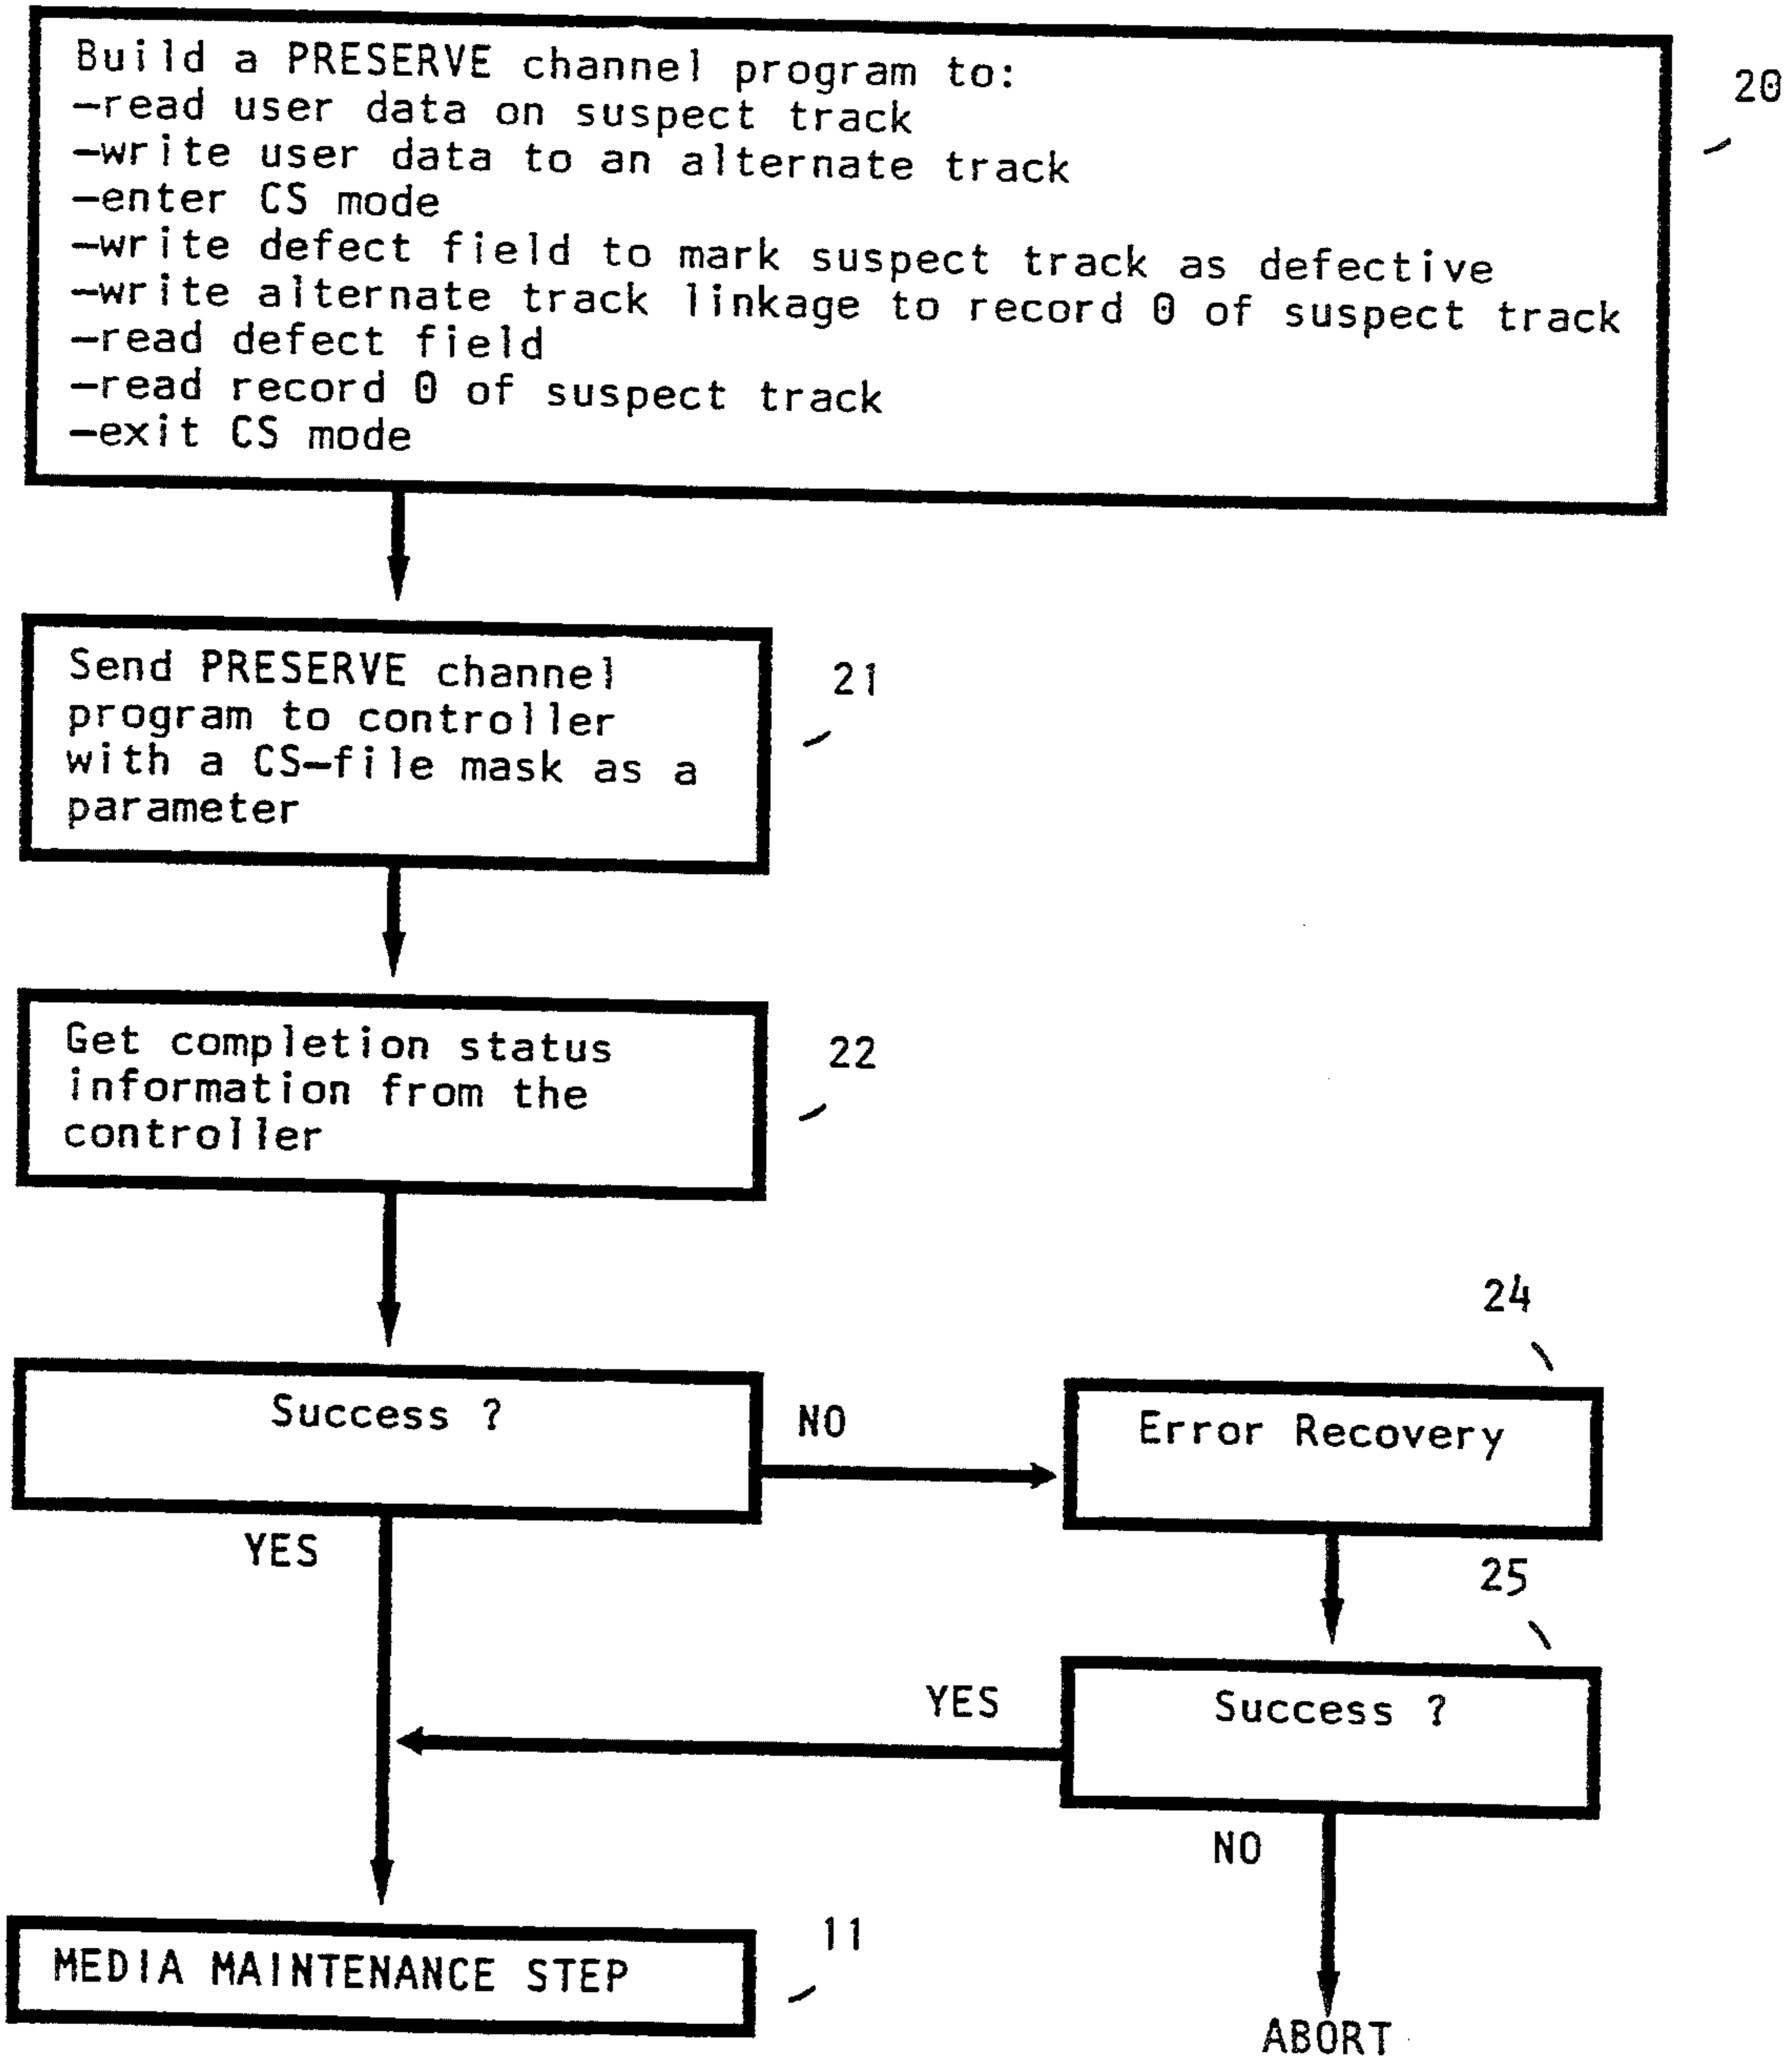 Build a PRESERVE channel program to:
—read user data on suspect track
—write user data to an alternate track
—enter CS mode
—write defect field to mark suspect track as defective
—write alternate track linkage to record 0 of suspect track
—read defect field
—read record 0 of suspect track
—exit CS mode
20
Send PRESERVE channel
program to controller
with a CS—file mask as a
parameter
21
Get completion status
information from the
controller
22
Success ?
NO
24
Error Recovery
YES
25
YES
Success ?
NO
MEDIA MAINTENANCE STEP
11
ABORT